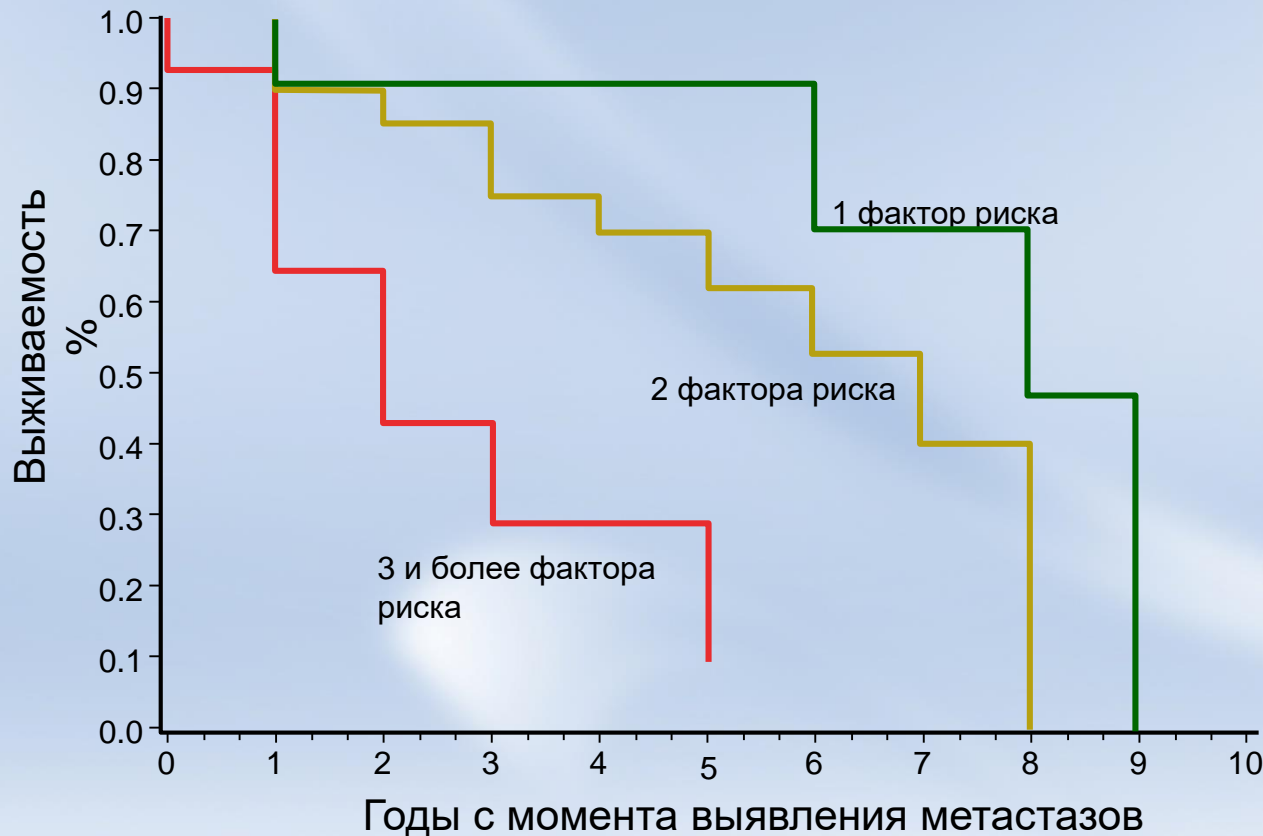 1.0
0.9
0.8
0.7
0.6
0.5
0.4
0.3
0.2
0.1
0.0
Выживаемость
%
1 фактор риска
2 фактора риска
3 и более фактора
риска
0 1 2 3 4 5 6 7 8 9 10
Годы с момента выявления метастазов